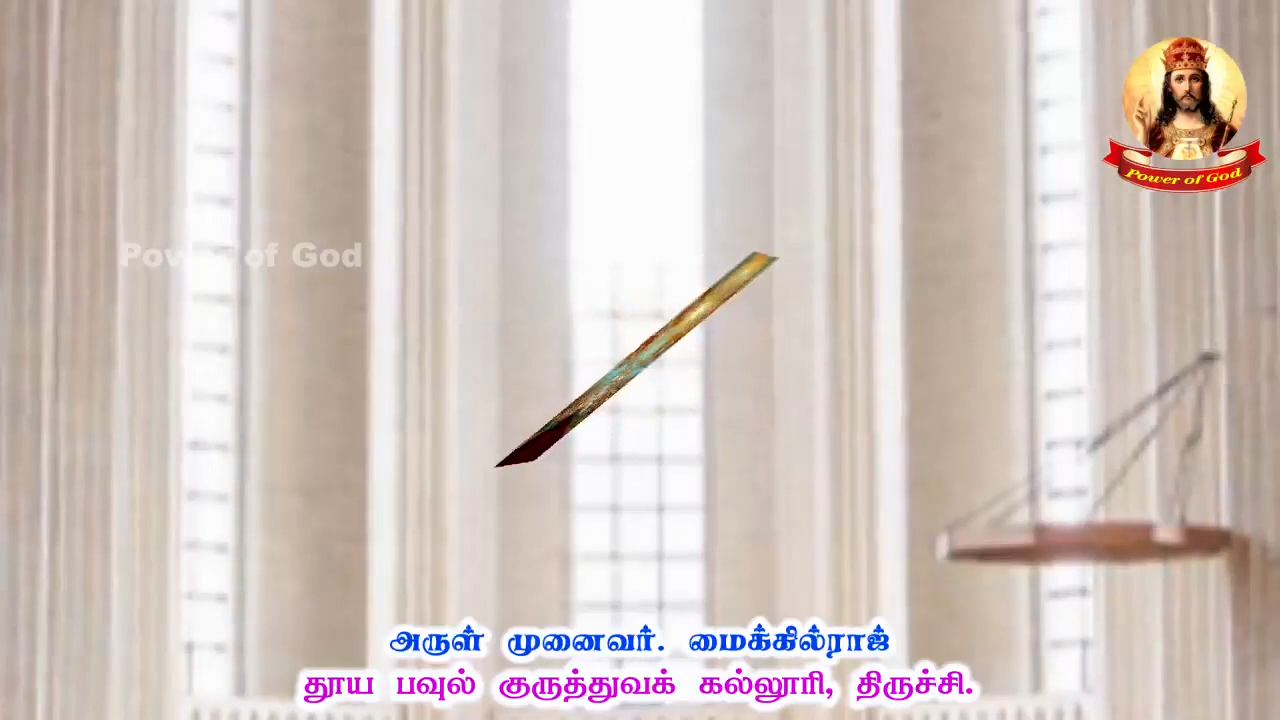 Power of God
Power of God
அருள் முனைவர். மைக்கில்ராஜ்
தூய பவுல் குருத்துவக் கல்லூரி, திருச்சி.